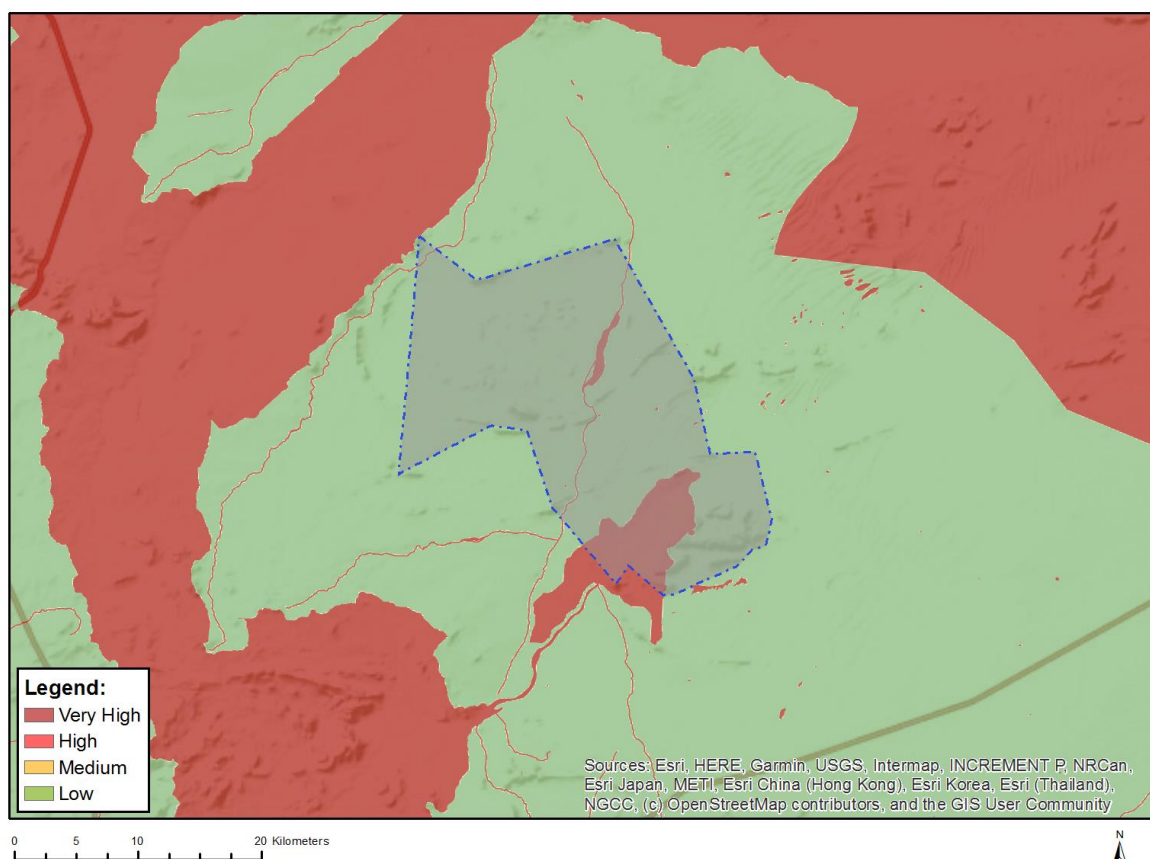 Legend:
Very High
High
Medium
Low
Sources: Esri, HERE, Garmin, USGS, Intermap, INCREMENT P, NRCan,
Esri Japan, METI, Esri China (Hong Kong), Esri Korea, Esri (Thailand),
NGCC, (c) OpenStreetMap contributors, and the GIS User Community
0 5 10 20 Kilometers
N